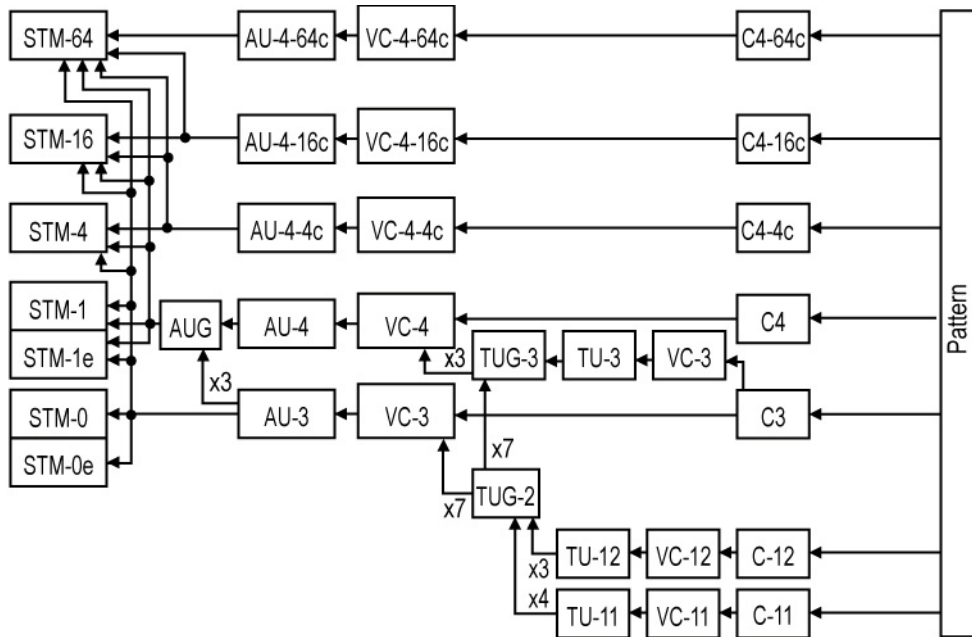 STM-64 AU-4-64c VC-4-64c C4-64c
STM-16 AU-4-16c VC-4-16c C4-16c
STM-4 AU-4-4c VC-4-4c C4-4c
STM-1 AUG AU-4 VC-4 C4
STM-1e x3 TUG-3 TU-3 VC-3
x3
STM-0 AU-3 VC-3 C3
STM-0e x7
x7 TUG-2
x3 TU-12 VC-12 C-12
x4 TU-11 VC-11 C-11
Pattern